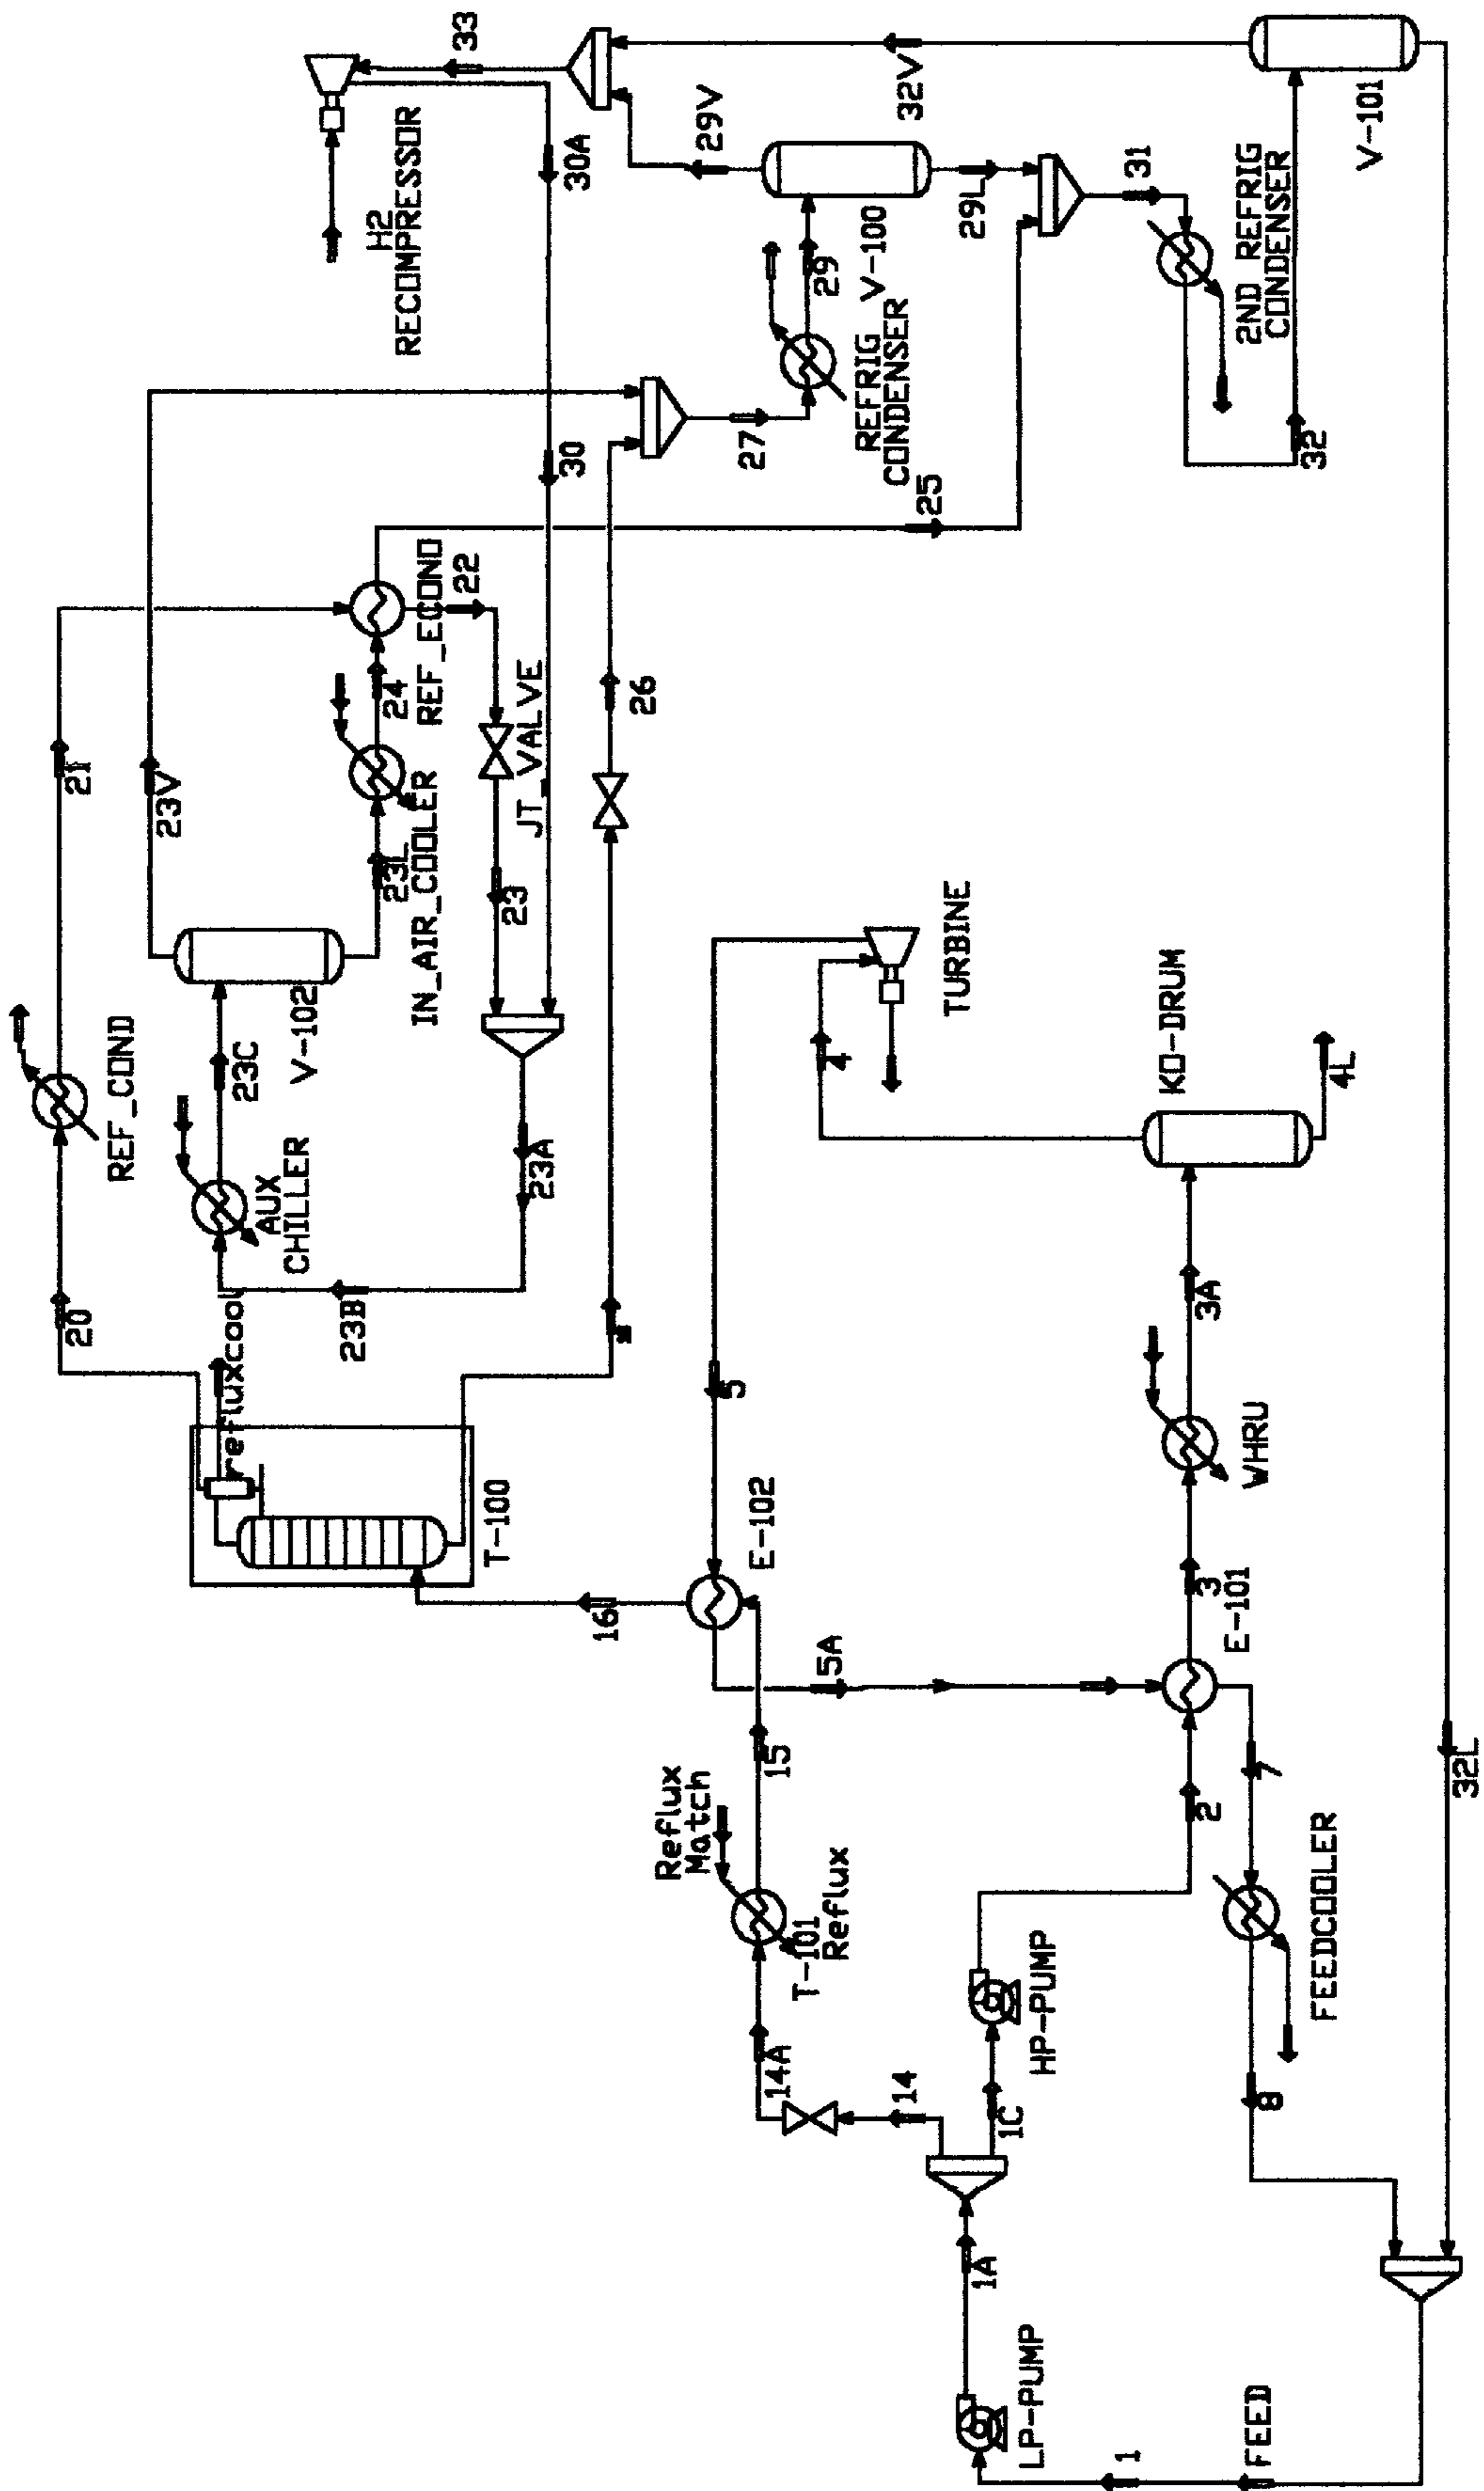 20
21
REF_COND
23V
refluxcool
AUX
CHILLER
23C
V-102
23L
24
REF_ECOND
IN_AIR_COOLER
22
H2
RECOMPRESSOR
33
23B
T-100
23A
23
JT_VALVE
30
30A
16
26
29V
Reflux
Match
5
E-102
27
29
V-100
REFRIG
CONDENSER
25
29L
32V
14A
15
T-101
Reflux
15A
4
TURBINE
14
1A
1C
LP-PUMP
HP-PUMP
1
31
2
3
E-101
3A
KO-DRUM
FEED
8
7
WHRU
2ND REFRIG
CONDENSER
32
FEEDCOOLER
4L
V-101
32L